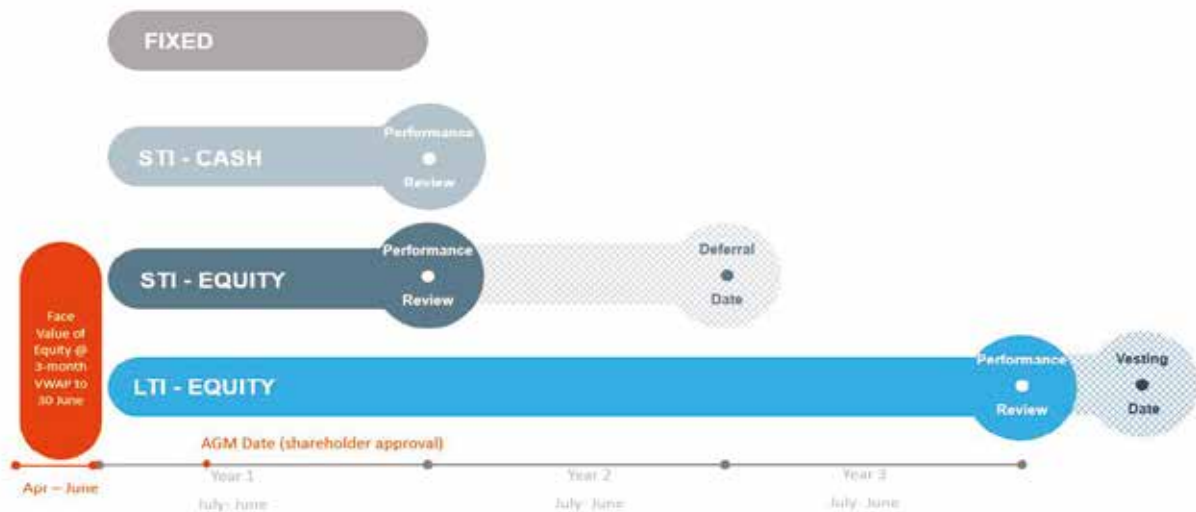 FIXED
STI - CASH
Performance
Review
STI - EQUITY
Performance
Review
Deferral
Date
Face
Value of
Equity @
3-month
VWAP to
30 June
LTI - EQUITY
Performance
Review
Vesting
Date
AGM Date (shareholder approval)
Apr – June
Year 1
July- June
Year 2
July- June
Year 3
July- June